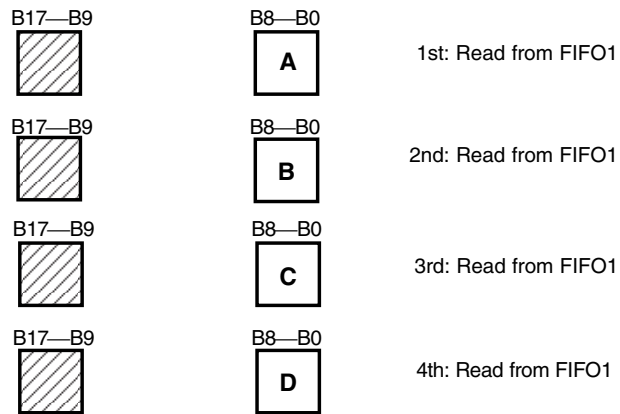 B17—B9 B8—B0
A 1st: Read from FIFO1
B17—B9 B8—B0
B 2nd: Read from FIFO1
B17—B9 B8—B0
C 3rd: Read from FIFO1
B17—B9 B8—B0
D 4th: Read from FIFO1